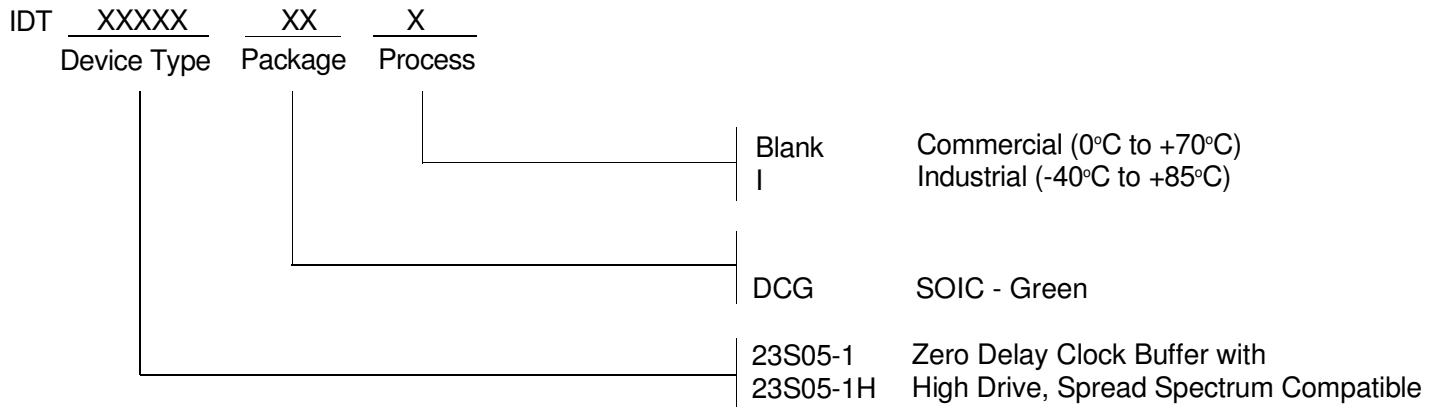 IDT XXXXX XX X
Device Type Package Process
Blank Commercial (0°C to +70°C)
I Industrial (-40°C to +85°C)
DCG SOIC - Green
23S05-1 Zero Delay Clock Buffer with
23S05-1H High Drive, Spread Spectrum Compatible